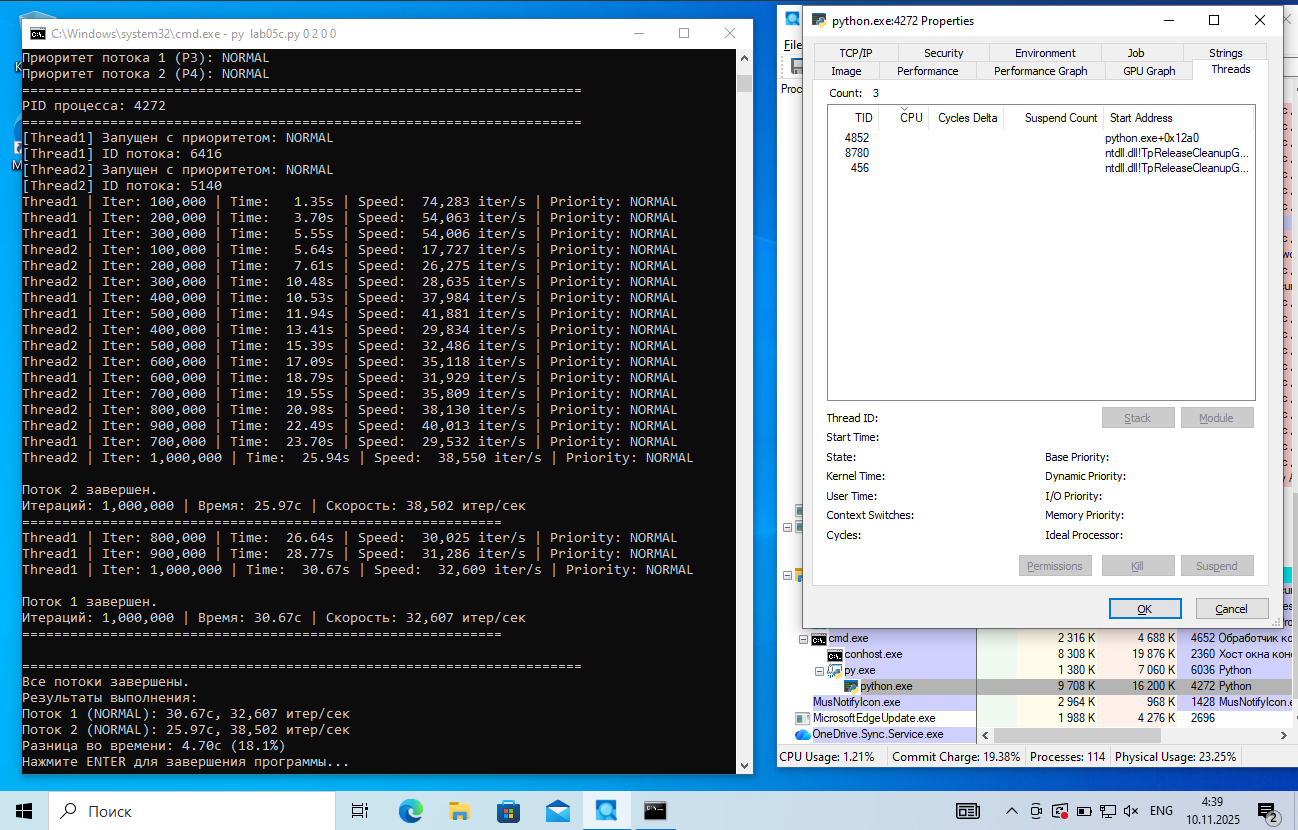 C:\Windows\system32\cmd.exe - py lab05c.py 0 2 0 0
Приоритет потока 1 (P3): NORMAL
Приоритет потока 2 (P4): NORMAL
======================================================================
PID процесса: 4272
======================================================================
[Thread1] Запущен с приоритетом: NORMAL
[Thread1] ID потока: 6416
[Thread2] Запущен с приоритетом: NORMAL
[Thread2] ID потока: 5140
Thread1 | Iter: 100,000 | Time:   1.35s | Speed:  74,283 iter/s | Priority: NORMAL
Thread1 | Iter: 200,000 | Time:   3.70s | Speed:  54,063 iter/s | Priority: NORMAL
Thread1 | Iter: 300,000 | Time:   5.55s | Speed:  54,006 iter/s | Priority: NORMAL
Thread2 | Iter: 100,000 | Time:   5.64s | Speed:  17,727 iter/s | Priority: NORMAL
Thread2 | Iter: 200,000 | Time:   7.61s | Speed:  26,275 iter/s | Priority: NORMAL
Thread2 | Iter: 300,000 | Time:  10.48s | Speed:  28,635 iter/s | Priority: NORMAL
Thread1 | Iter: 400,000 | Time:  10.53s | Speed:  37,984 iter/s | Priority: NORMAL
Thread1 | Iter: 500,000 | Time:  11.94s | Speed:  41,881 iter/s | Priority: NORMAL
Thread2 | Iter: 400,000 | Time:  13.41s | Speed:  29,834 iter/s | Priority: NORMAL
Thread2 | Iter: 500,000 | Time:  15.39s | Speed:  32,486 iter/s | Priority: NORMAL
Thread2 | Iter: 600,000 | Time:  17.09s | Speed:  35,118 iter/s | Priority: NORMAL
Thread1 | Iter: 600,000 | Time:  18.79s | Speed:  31,929 iter/s | Priority: NORMAL
Thread2 | Iter: 700,000 | Time:  19.55s | Speed:  35,809 iter/s | Priority: NORMAL
Thread2 | Iter: 800,000 | Time:  20.98s | Speed:  38,130 iter/s | Priority: NORMAL
Thread2 | Iter: 900,000 | Time:  22.49s | Speed:  40,013 iter/s | Priority: NORMAL
Thread1 | Iter: 700,000 | Time:  23.70s | Speed:  29,532 iter/s | Priority: NORMAL
Thread2 | Iter: 1,000,000 | Time:  25.94s | Speed:  38,550 iter/s | Priority: NORMAL
Поток 2 завершен.
Итераций: 1,000,000 | Время: 25.97с | Скорость: 38,502 итер/сек
============================================================
Thread1 | Iter: 800,000 | Time:  26.64s | Speed:  30,025 iter/s | Priority: NORMAL
Thread1 | Iter: 900,000 | Time:  28.77s | Speed:  31,286 iter/s | Priority: NORMAL
Thread1 | Iter: 1,000,000 | Time:  30.67s | Speed:  32,609 iter/s | Priority: NORMAL
Поток 1 завершен.
Итераций: 1,000,000 | Время: 30.67с | Скорость: 32,607 итер/сек
============================================================
======================================================================
Все потоки завершены.
Результаты выполнения:
Поток 1 (NORMAL): 30.67с, 32,607 итер/сек
Поток 2 (NORMAL): 25.97с, 38,502 итер/сек
Разница во времени: 4.70с (18.1%)
Нажмите ENTER для завершения программы...
File
Proc
python.exe:4272 Properties
TCP/IP Security Environment Job Strings
Image Performance Performance Graph GPU Graph Threads
Count: 3
TID CPU Cycles Delta Suspend Count Start Address
4852 python.exe+0x12a0
8780 ntdll.dll!TpReleaseCleanupG...
456 ntdll.dll!TpReleaseCleanupG...
Thread ID: Stack Module
Start Time:
State: Base Priority:
Kernel Time: Dynamic Priority:
User Time: I/O Priority:
Context Switches: Memory Priority:
Cycles: Ideal Processor:
Permissions Kill Suspend
OK Cancel
cmd.exe 2 316 K 4 688 K 4652 Обработчик ко
conhost.exe 8 308 K 19 876 K 2360 Хост окна кон
py.exe 1 380 K 7 060 K 6036 Python
python.exe 9 708 K 16 200 K 4272 Python
MusNotifyIcon.exe 2 964 K 968 K 1428 MusNotifyIcon.e
MicrosoftEdgeUpdate.exe 1 988 K 4 276 K 2696
OneDrive.Sync.Service.exe
CPU Usage: 1.21% Commit Charge: 19.38% Processes: 114 Physical Usage: 23.25%
Поиск
ENG
4:39
10.11.2025
2